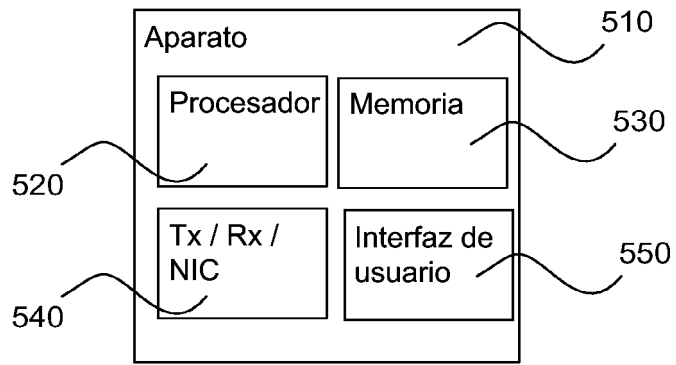 Aparato
510
Procesador
Memoria
530
520
Tx / Rx /
NIC
Interfaz de
usuario
550
540